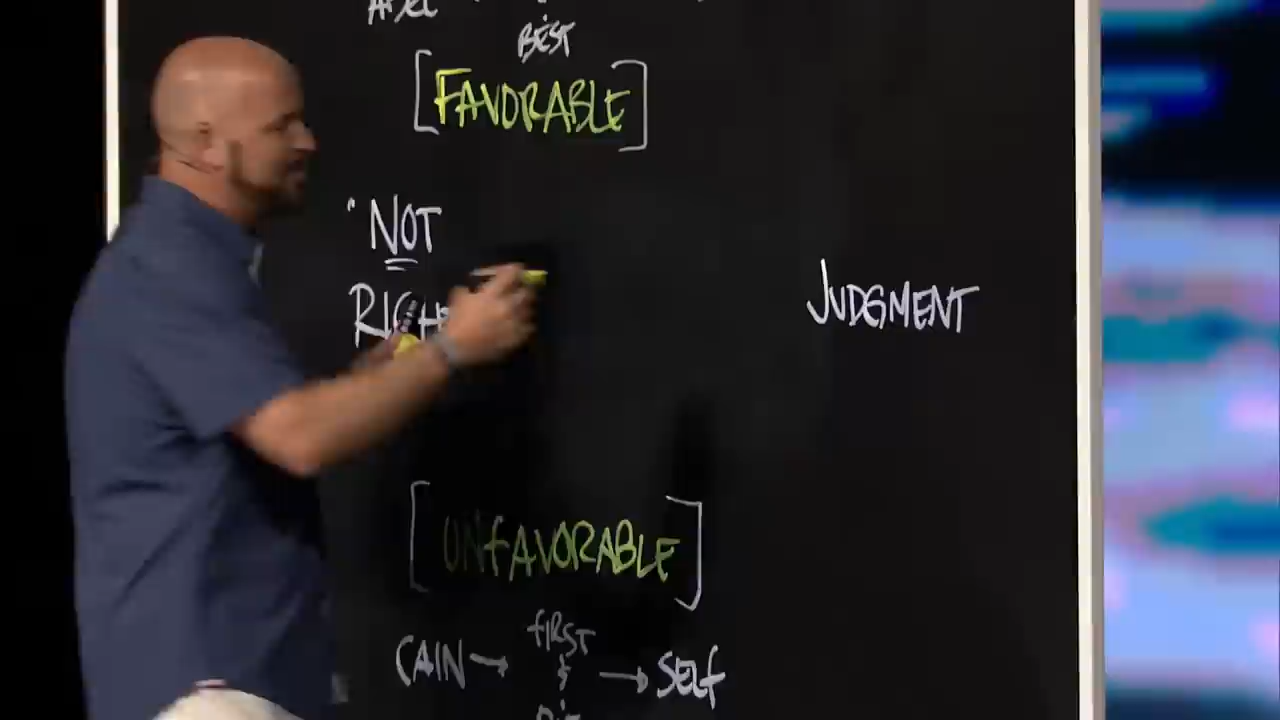 BEST
[FAVORABLE]
"NOT
JUDGMENT
[UNFAVORABLE]
FIRST
CAIN → & → SELF